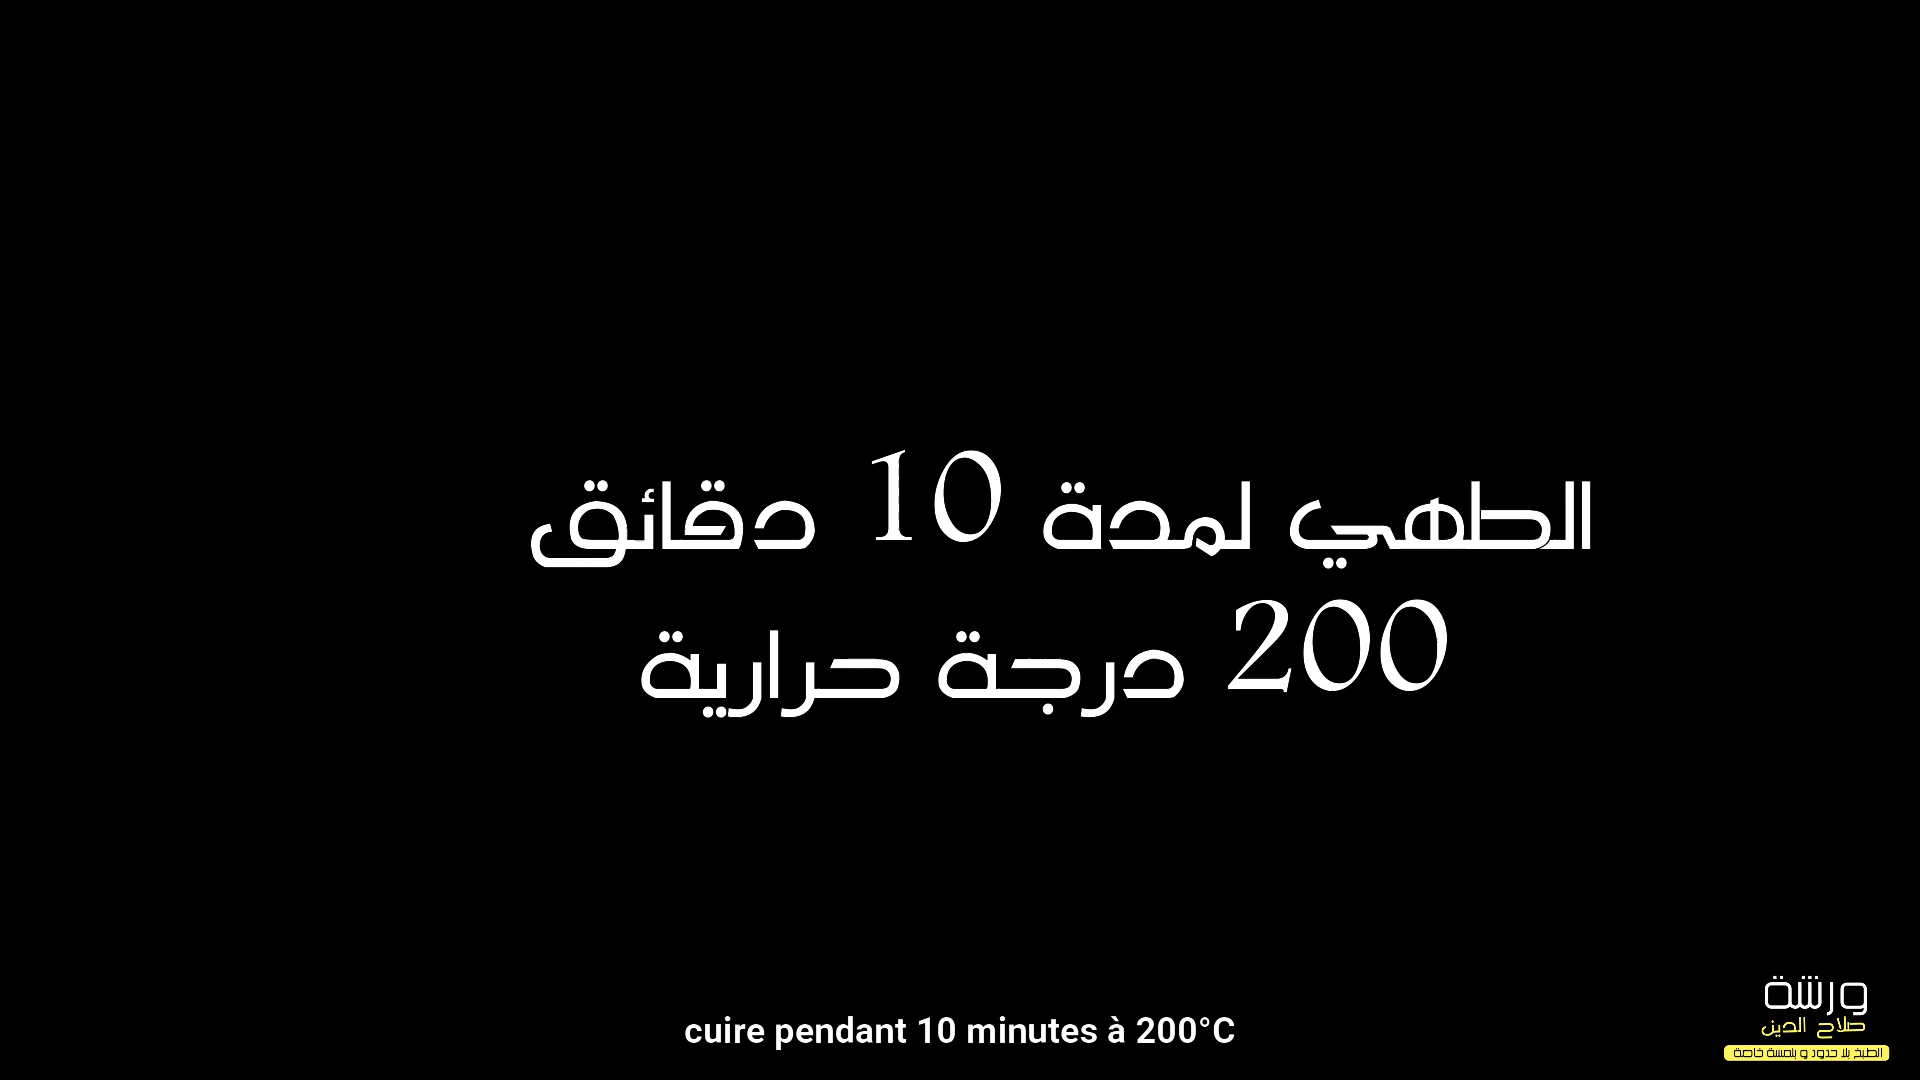 الطهي لمدة 10 دقائق
200 درجة حرارية
cuire pendant 10 minutes à 200°C
ورشة
صلاح الدين
الطبخ بلا حدود و بلمسة خاصة